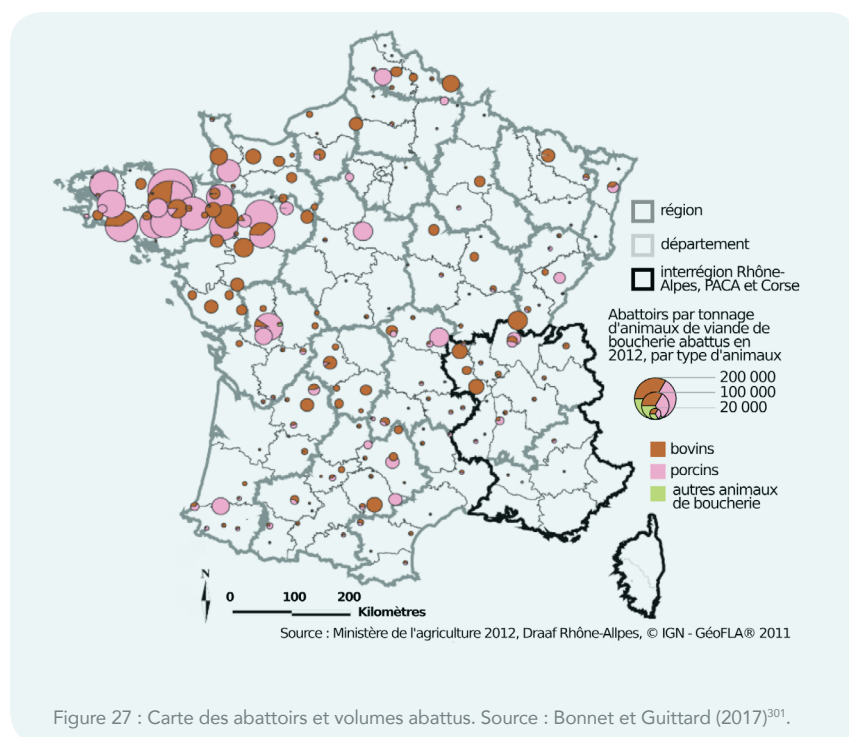 région
département
interrégion Rhône-
Alpes, PACA et Corse
Abattoirs par tonnage
d'animaux de viande de
boucherie abattus en
2012, par type d'animaux
200 000
100 000
20 000
bovins
porcins
autres animaux
de boucherie
N
0 100 200
Kilomètres
Source : Ministère de l'agriculture 2012, Draaf Rhône-Allpes, © IGN - GéoFLA® 2011
Figure 27 : Carte des abattoirs et volumes abattus. Source : Bonnet et Guittard (2017)301.